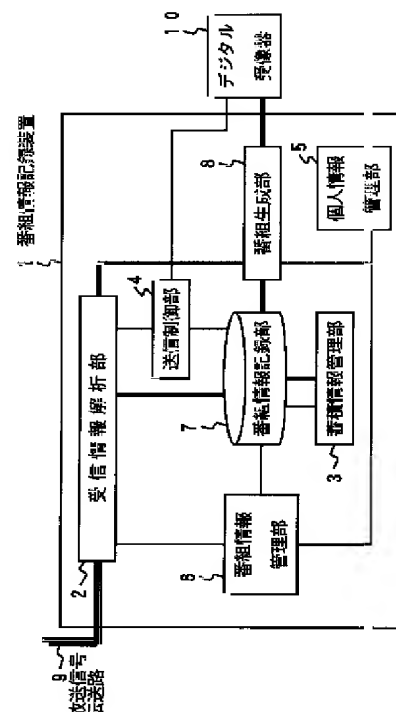 1 番組情報記録装置
9
放送信号
伝送路
2
受信情報解析部
4
送信制御部
10
デジタル
受像器
7
番組情報記録部
8
番組生成部
6
番組情報
管理部
3
蓄積情報管理部
5
個人情報
管理部